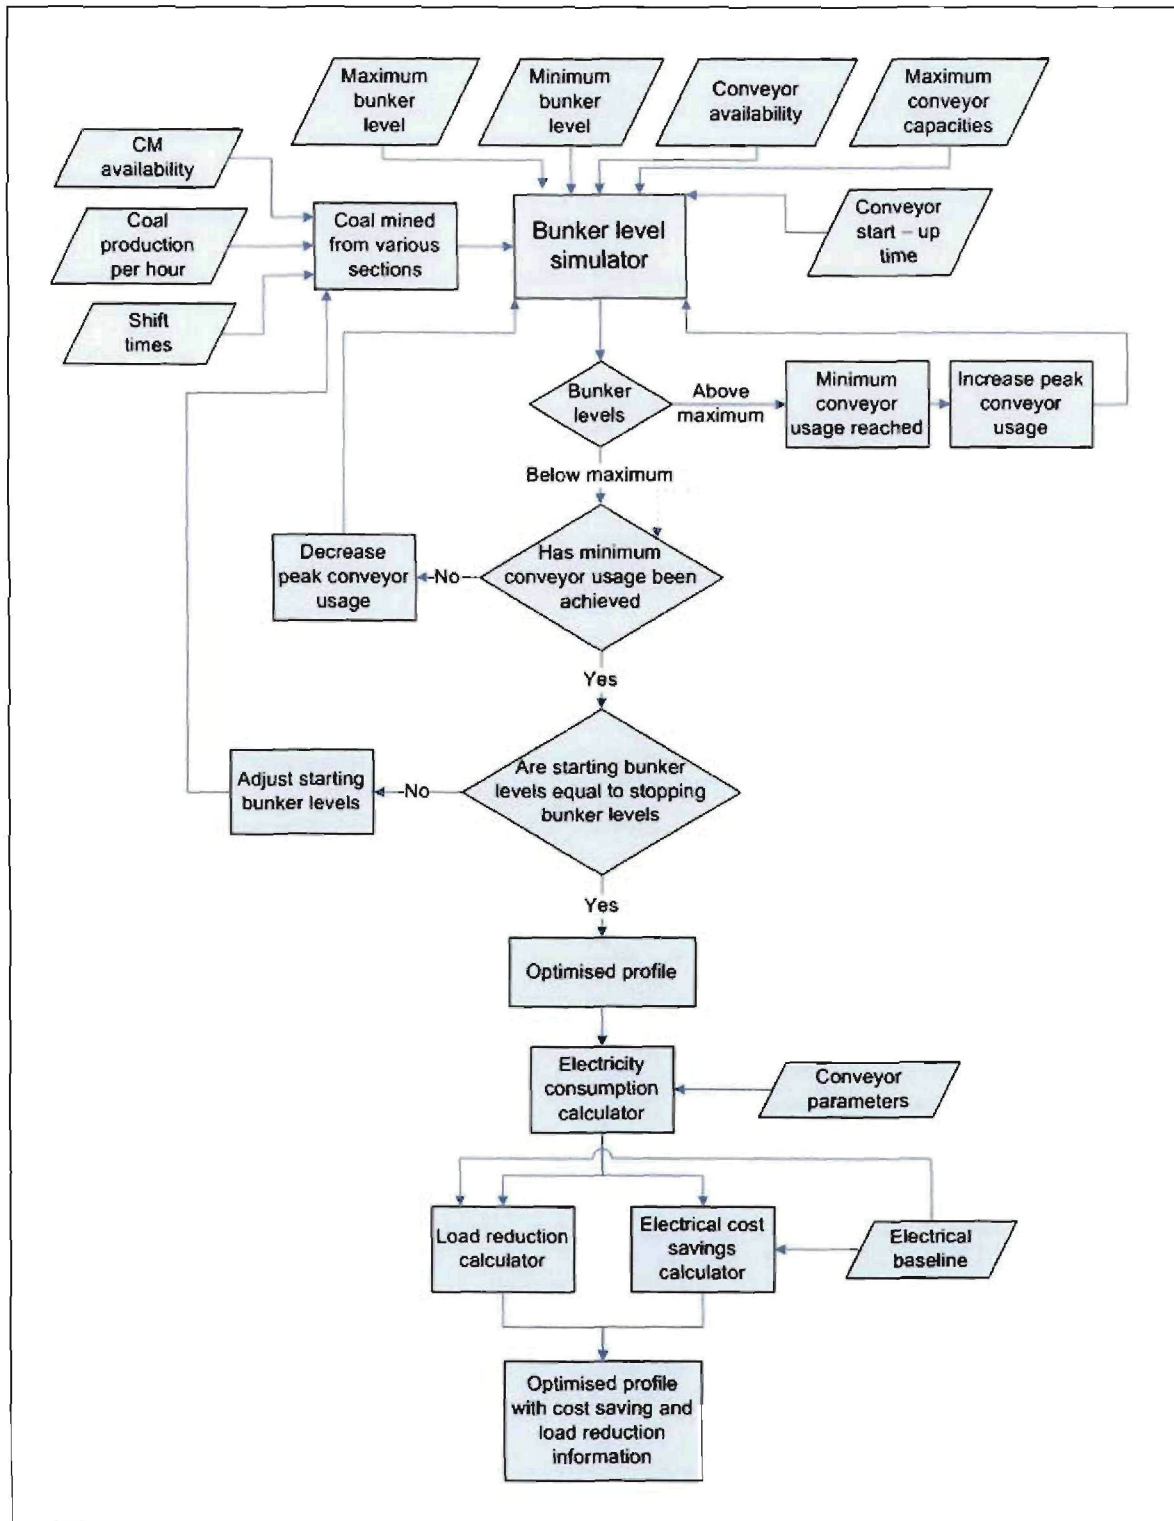 Maximum
bunker
level
Minimum
bunker
level
Conveyor
availability
Maximum
conveyor
capacities
CM
availability
Coal
production
per hour
Shift
times
Coal mined
from various
sections
Bunker level
simulator
Conveyor
start – up
time
Bunker
levels
Above
maximum
Minimum
conveyor
usage reached
Increase peak
conveyor
usage
Below maximum
Has minimum
conveyor usage been
achieved
No
Decrease
peak conveyor
usage
Yes
Are starting bunker
levels equal to stopping
bunker levels
No
Adjust starting
bunker levels
Yes
Optimised profile
Electricity
consumption
calculator
Conveyor
parameters
Load reduction
calculator
Electrical cost
savings
calculator
Electrical
baseline
Optimised profile
with cost saving and
load reduction
information